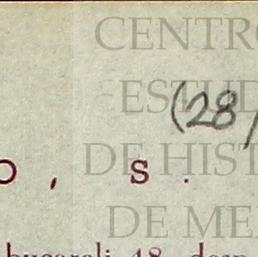 CENTRO
ESTUD
(28)
DE HIST
O, S.
DE ME